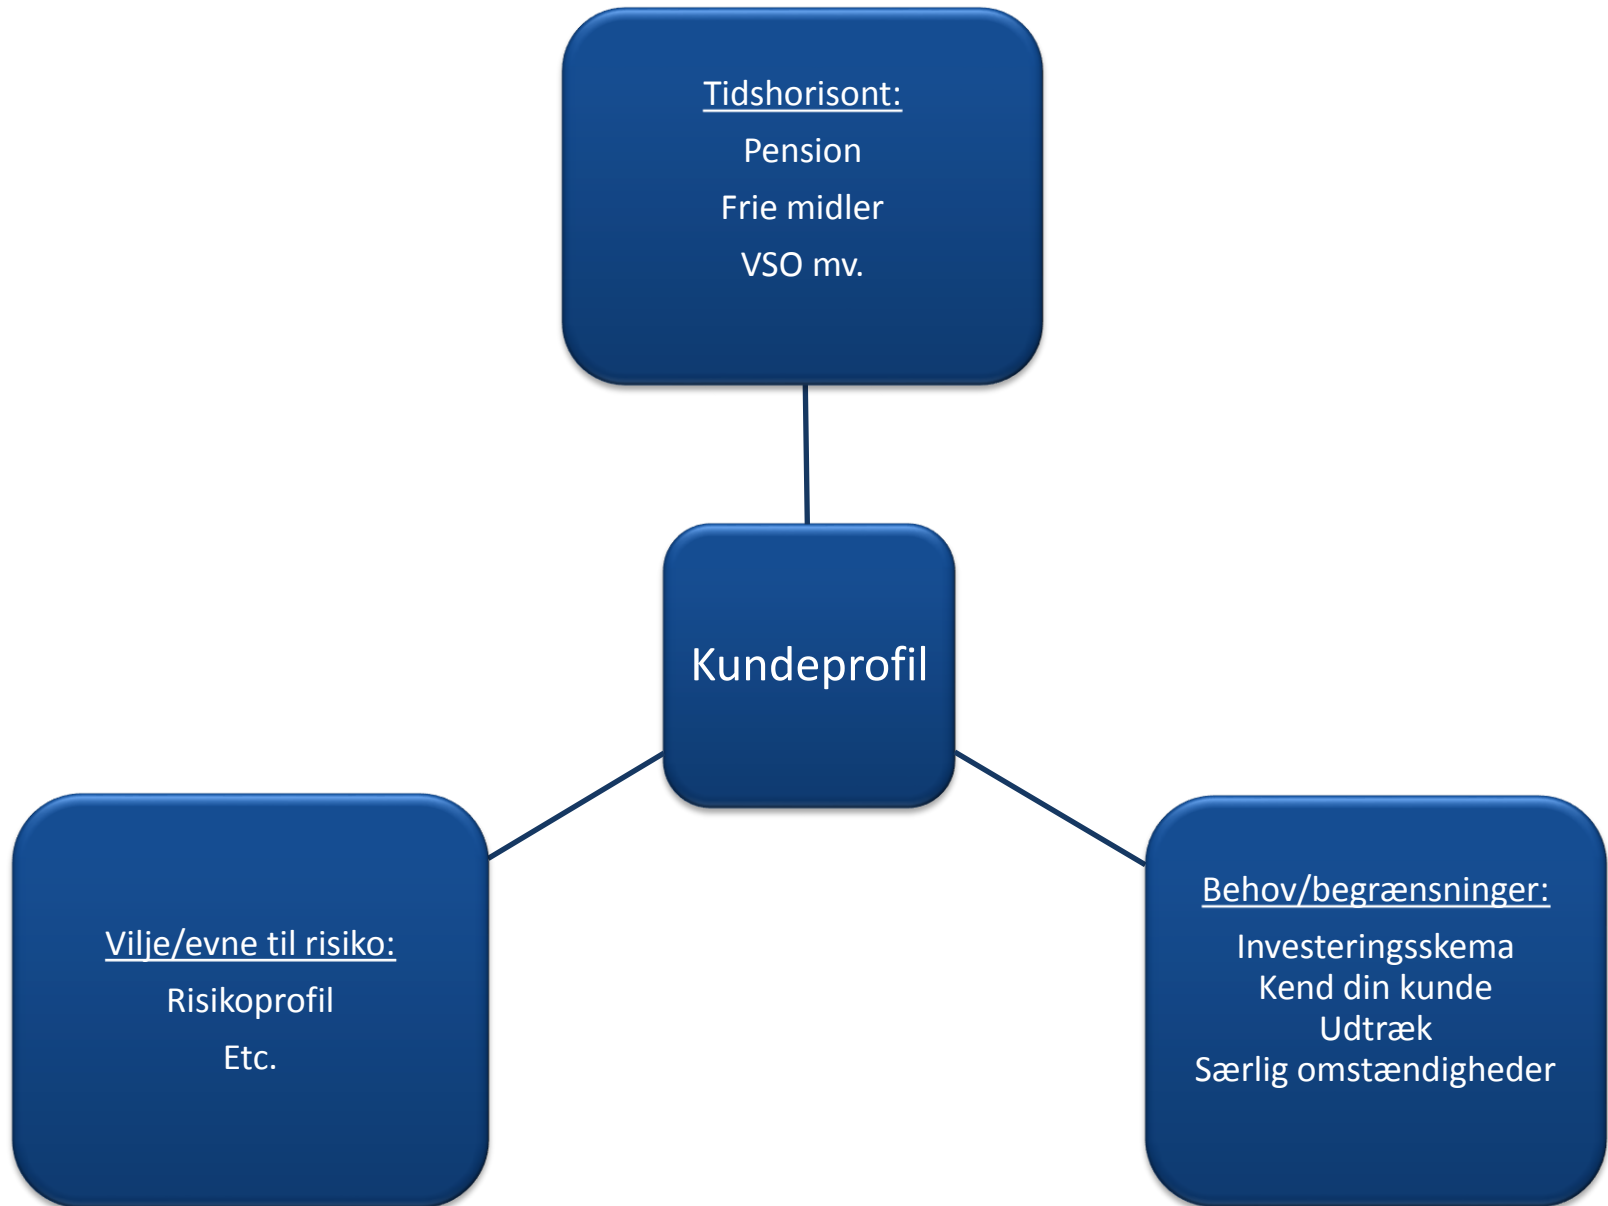 Tidshorisont:
Pension
Frie midler
VSO mv.
Kundeprofil
Vilje/evne til risiko:
Risikoprofil
Etc.
Behov/begrænsninger:
Investeringsskema
Kend din kunde
Udtræk
Særlig omstændigheder